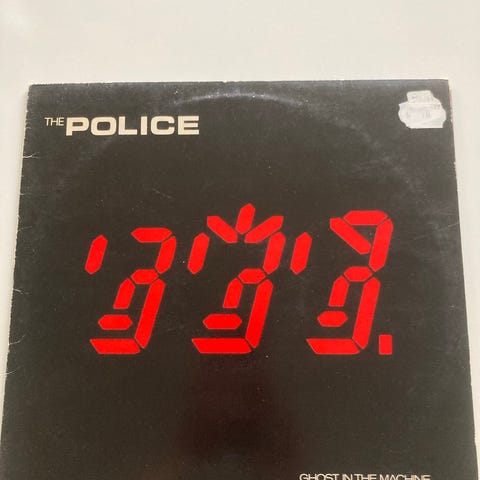 THE POLICE
GHOST IN THE MACHINE